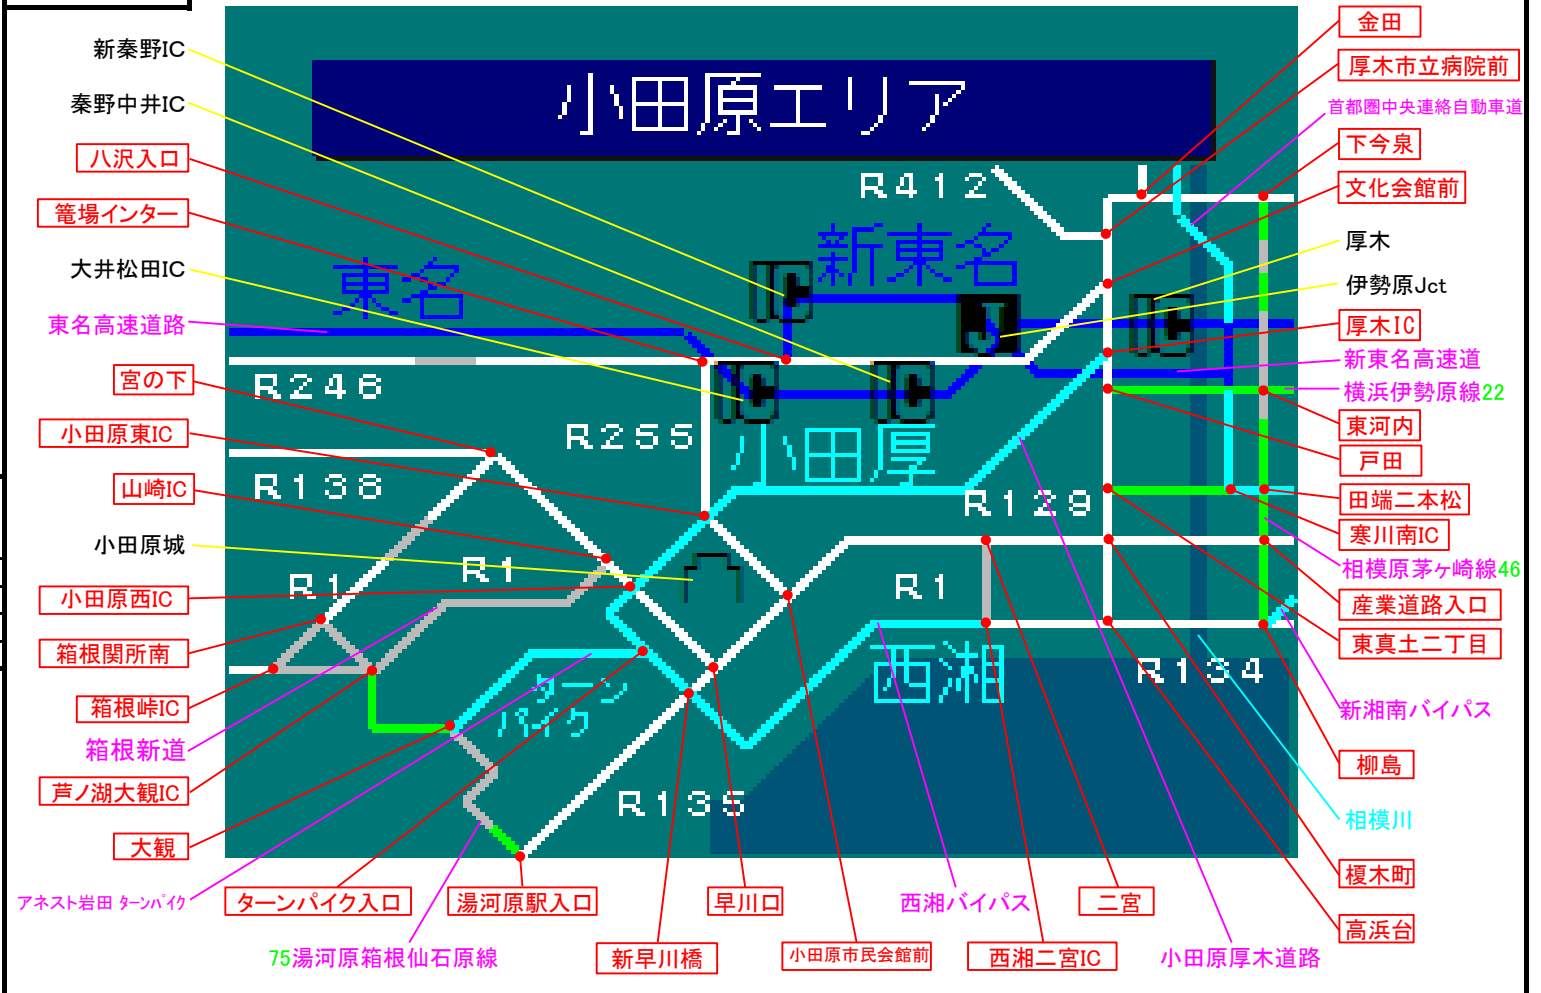 新秦野IC
秦野中井IC
八沢入口
篭場インター
大井松田IC
東名高速道路
宮の下
小田原東IC
山崎IC
小田原城
小田原西IC
箱根関所南
箱根峠IC
箱根新道
芦ノ湖大観IC
大観
アネスト岩田 ターンパイク
小田原エリア
R412
新東名
東名
R246
R255
小田厚
R138
R129
R1
R1
R1
西湘
R134
ターン
パイク
R135
金田
厚木市立病院前
首都圏中央連絡自動車道
下今泉
文化会館前
厚木
伊勢原Jct
厚木IC
新東名高速道
横浜伊勢原線22
東河内
戸田
田端二本松
寒川南IC
相模原茅ヶ崎線46
産業道路入口
東真土二丁目
新湘南バイパス
柳島
相模川
榎木町
高浜台
ターンパイク入口
湯河原駅入口
早川口
西湘バイパス
二宮
75湯河原箱根仙石原線
新早川橋
小田原市民会館前
西湘二宮IC
小田原厚木道路